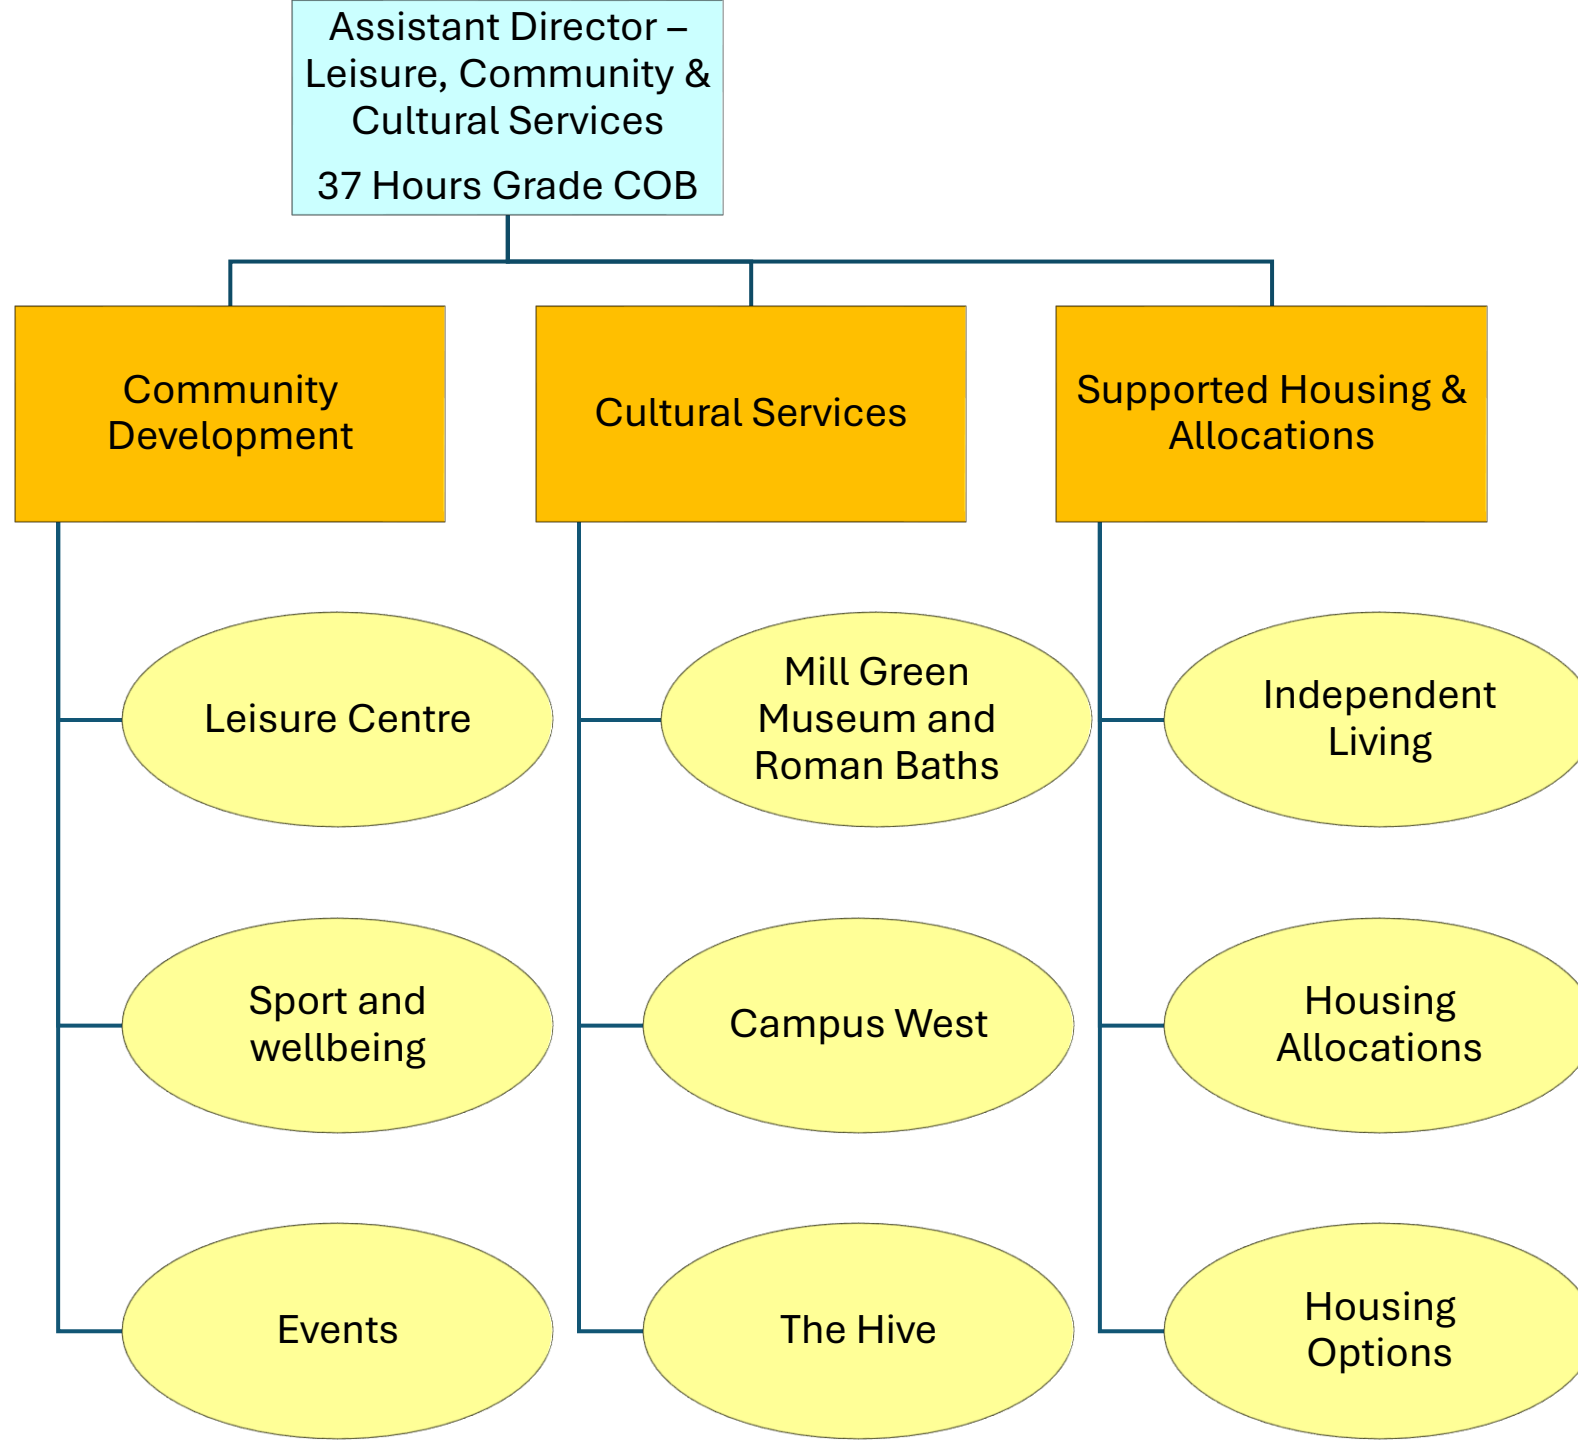 Assistant Director –
Leisure, Community &
Cultural Services
37 Hours Grade COB
Community
Development
Cultural Services
Supported Housing &
Allocations
Leisure Centre
Mill Green
Museum and
Roman Baths
Independent
Living
Sport and
wellbeing
Campus West
Housing
Allocations
Events
The Hive
Housing
Options